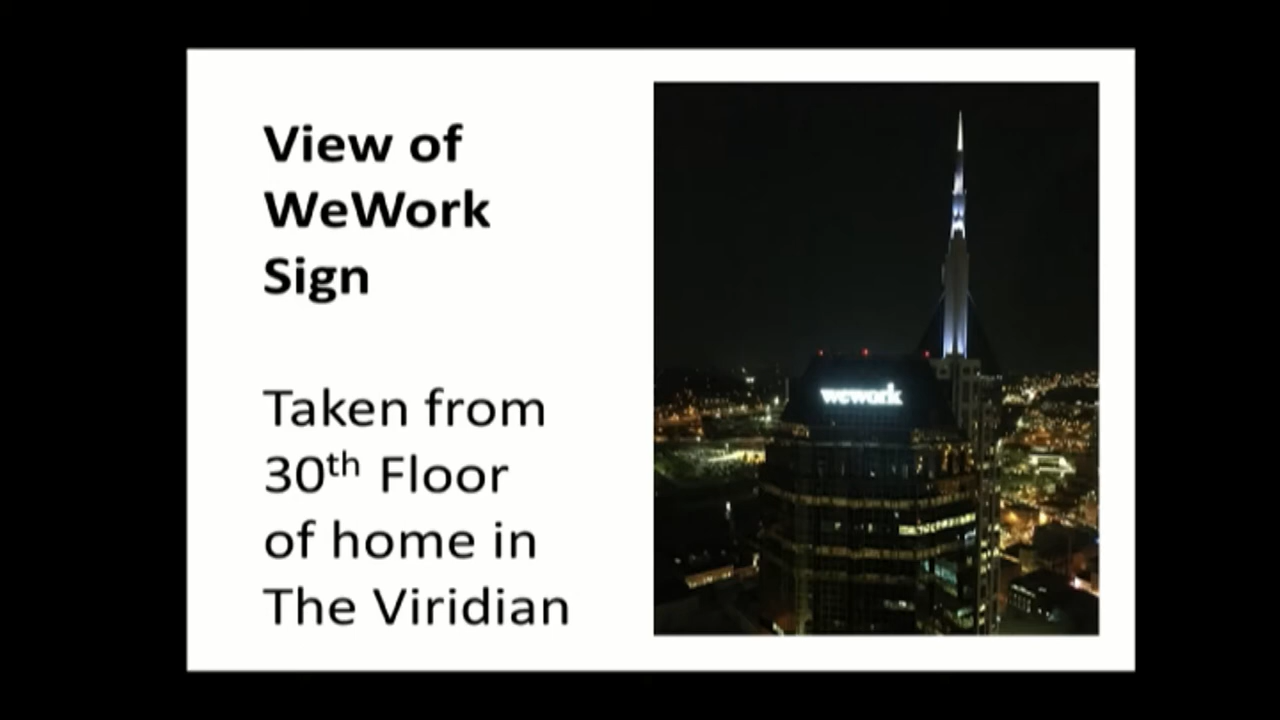 View of
WeWork
Sign
Taken from
30th Floor
of home in
The Viridian
wework